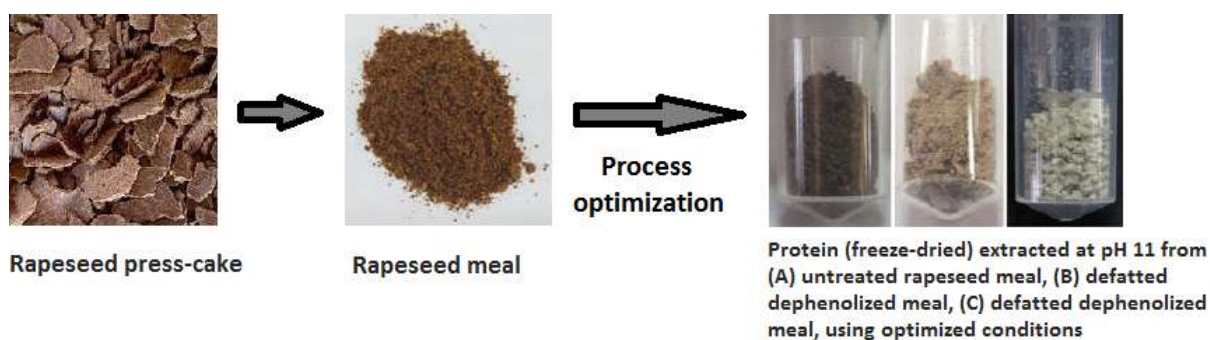 Process
optimization
Rapeseed press-cake
Rapeseed meal
Protein (freeze-dried) extracted at pH 11 from
(A) untreated rapeseed meal, (B) defatted
dephenolized meal, (C) defatted dephenolized
meal, using optimized conditions